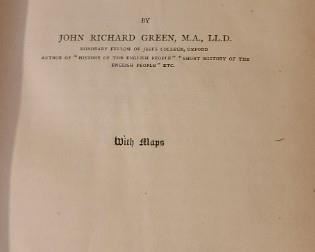 BY
JOHN RICHARD GREEN, M.A., LL.D.
HONORARY FELLOW OF JESUS COLLEGE, OXFORD
AUTHOR OF "HISTORY OF THE ENGLISH PEOPLE" "SHORT HISTORY OF THE
ENGLISH PEOPLE" ETC.
With Maps